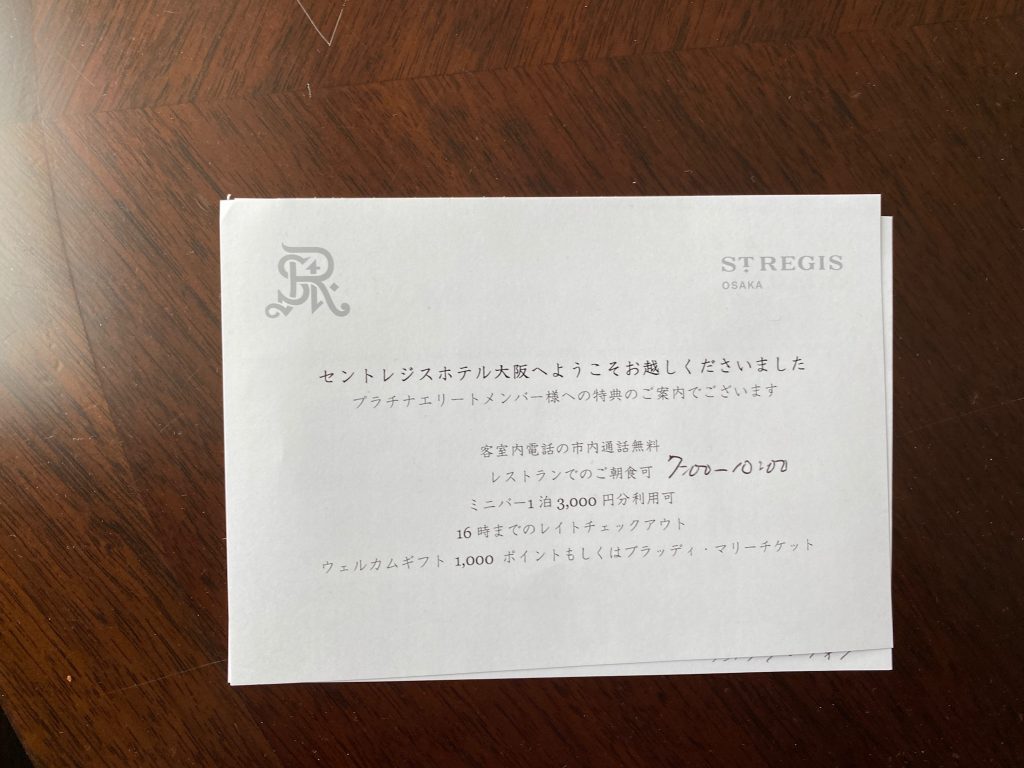 ST REGIS
OSAKA
セントレジスホテル大阪へようこそお越しくださいました
プラチナエリートメンバー様への特典のご案内でございます
客室内電話の市内通話無料
レストランでのご朝食可 7:00-10:00
ミニバー1泊3,000円分利用可
16時までのレイトチェックアウト
ウェルカムギフト 1,000 ポイントもしくはブラッディ・マリーチケット